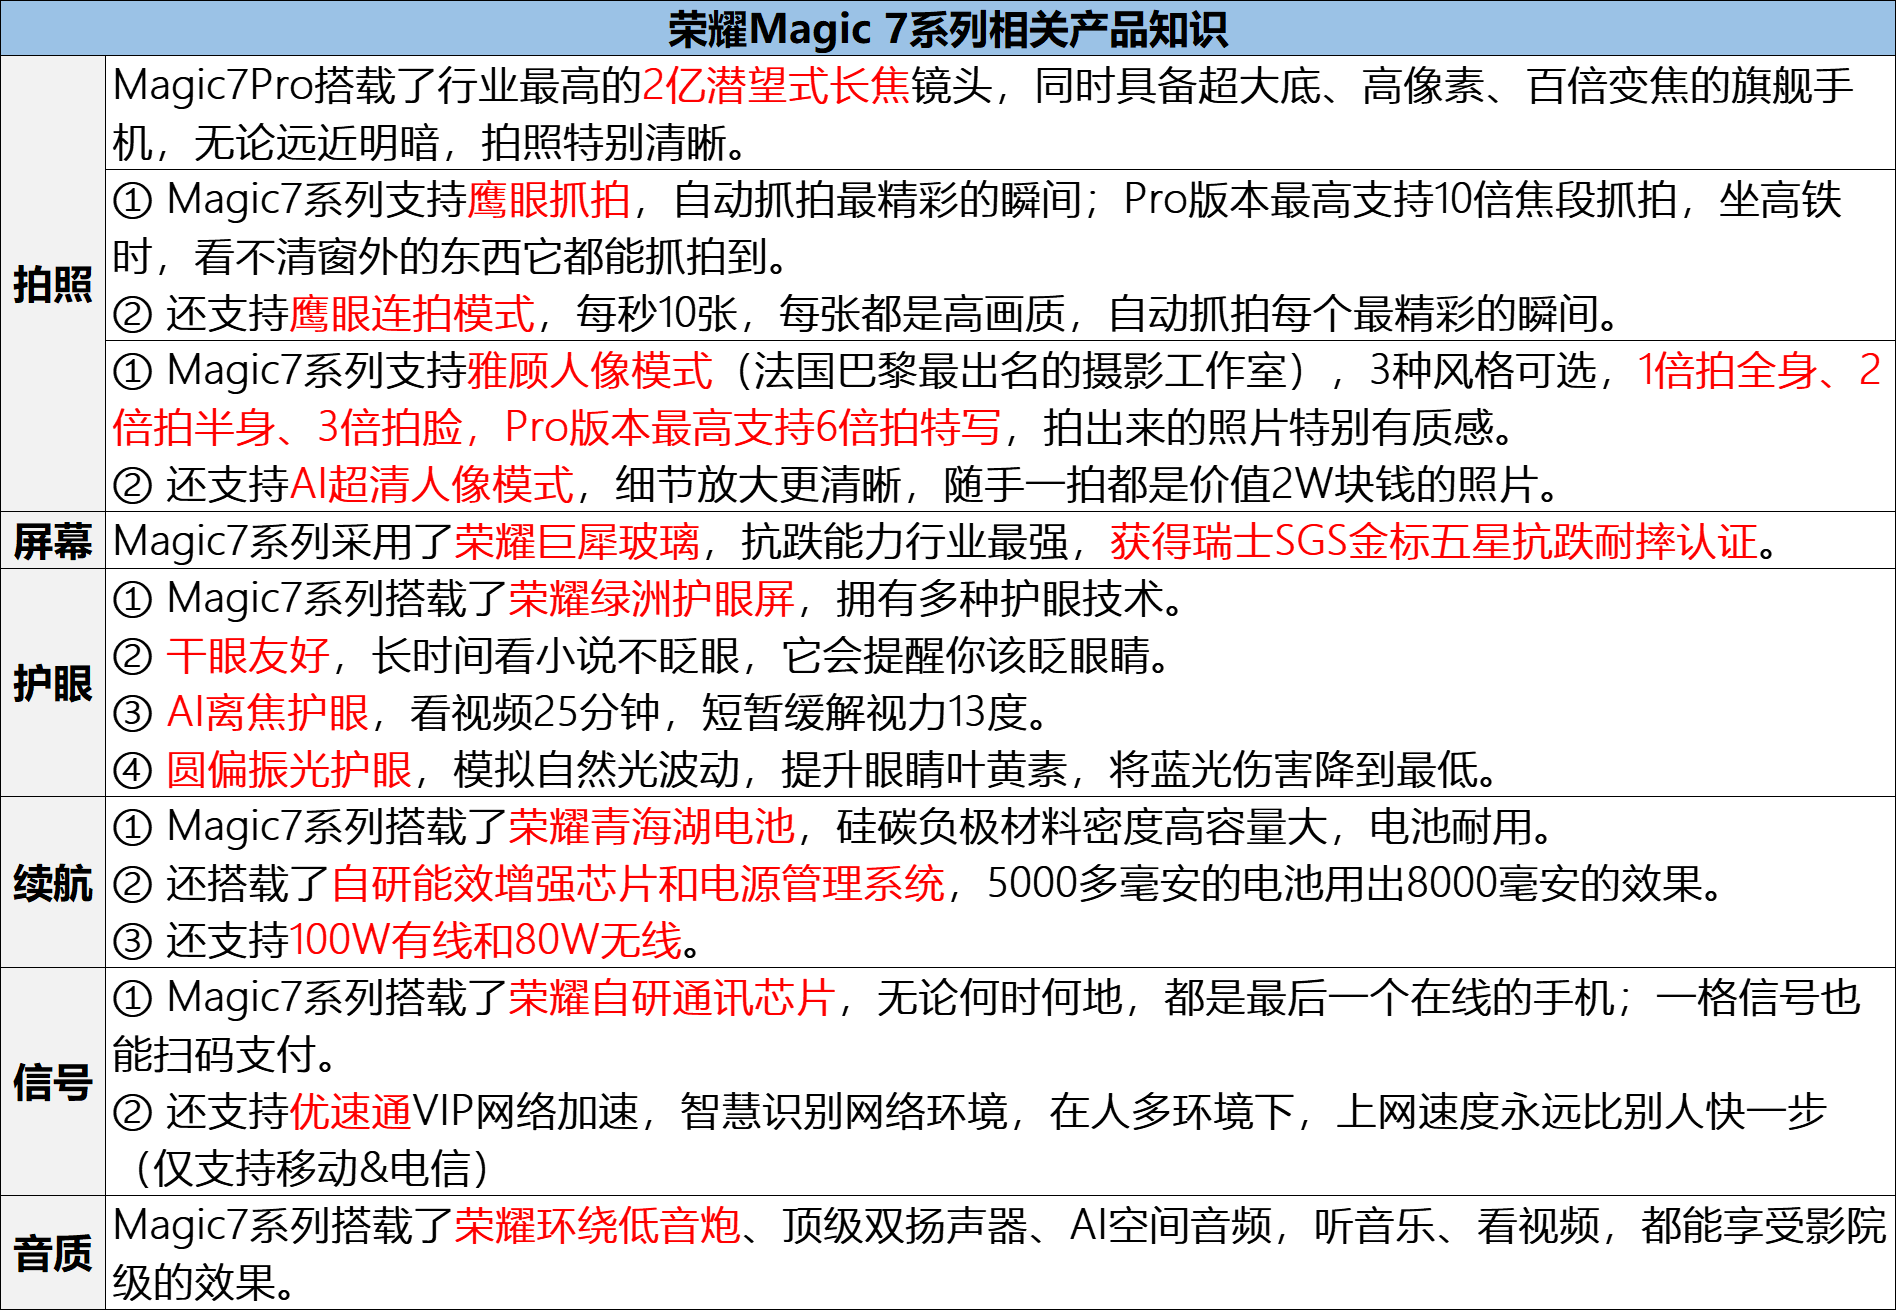 荣耀Magic 7系列相关产品知识
拍照
Magic7Pro搭载了行业最高的2亿潜望式长焦镜头，同时具备超大底、高像素、百倍变焦的旗舰手
机，无论远近明暗，拍照特别清晰。
① Magic7系列支持鹰眼抓拍，自动抓拍最精彩的瞬间；Pro版本最高支持10倍焦段抓拍，坐高铁
时，看不清窗外的东西它都能抓拍到。
② 还支持鹰眼连拍模式，每秒10张，每张都是高画质，自动抓拍每个最精彩的瞬间。
① Magic7系列支持雅顾人像模式（法国巴黎最出名的摄影工作室），3种风格可选，1倍拍全身、2
倍拍半身、3倍拍脸，Pro版本最高支持6倍拍特写，拍出来的照片特别有质感。
② 还支持AI超清人像模式，细节放大更清晰，随手一拍都是价值2W块钱的照片。
屏幕
Magic7系列采用了荣耀巨犀玻璃，抗跌能力行业最强，获得瑞士SGS金标五星抗跌耐摔认证。
护眼
① Magic7系列搭载了荣耀绿洲护眼屏，拥有多种护眼技术。
② 干眼友好，长时间看小说不眨眼，它会提醒你该眨眼睛。
③ AI离焦护眼，看视频25分钟，短暂缓解视力13度。
④ 圆偏振光护眼，模拟自然光波动，提升眼睛叶黄素，将蓝光伤害降到最低。
续航
① Magic7系列搭载了荣耀青海湖电池，硅碳负极材料密度高容量大，电池耐用。
② 还搭载了自研能效增强芯片和电源管理系统，5000多毫安的电池用出8000毫安的效果。
③ 还支持100W有线和80W无线。
信号
① Magic7系列搭载了荣耀自研通讯芯片，无论何时何地，都是最后一个在线的手机；一格信号也
能扫码支付。
② 还支持优速通VIP网络加速，智慧识别网络环境，在人多环境下，上网速度永远比别人快一步
（仅支持移动&电信）
音质
Magic7系列搭载了荣耀环绕低音炮、顶级双扬声器、AI空间音频，听音乐、看视频，都能享受影院
级的效果。